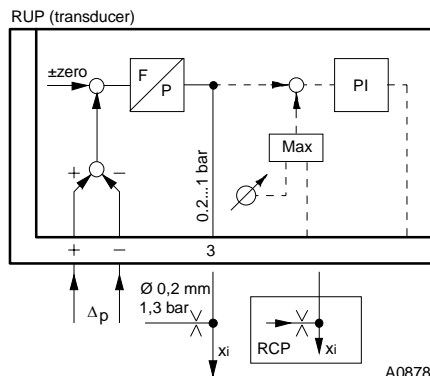 RUP (transducer)
±zero
F
P
PI
+ −
Max
0.2...1 bar
+ − 3
Δp
Ø 0,2 mm
1,3 bar
xi
RCP
xi
A0878